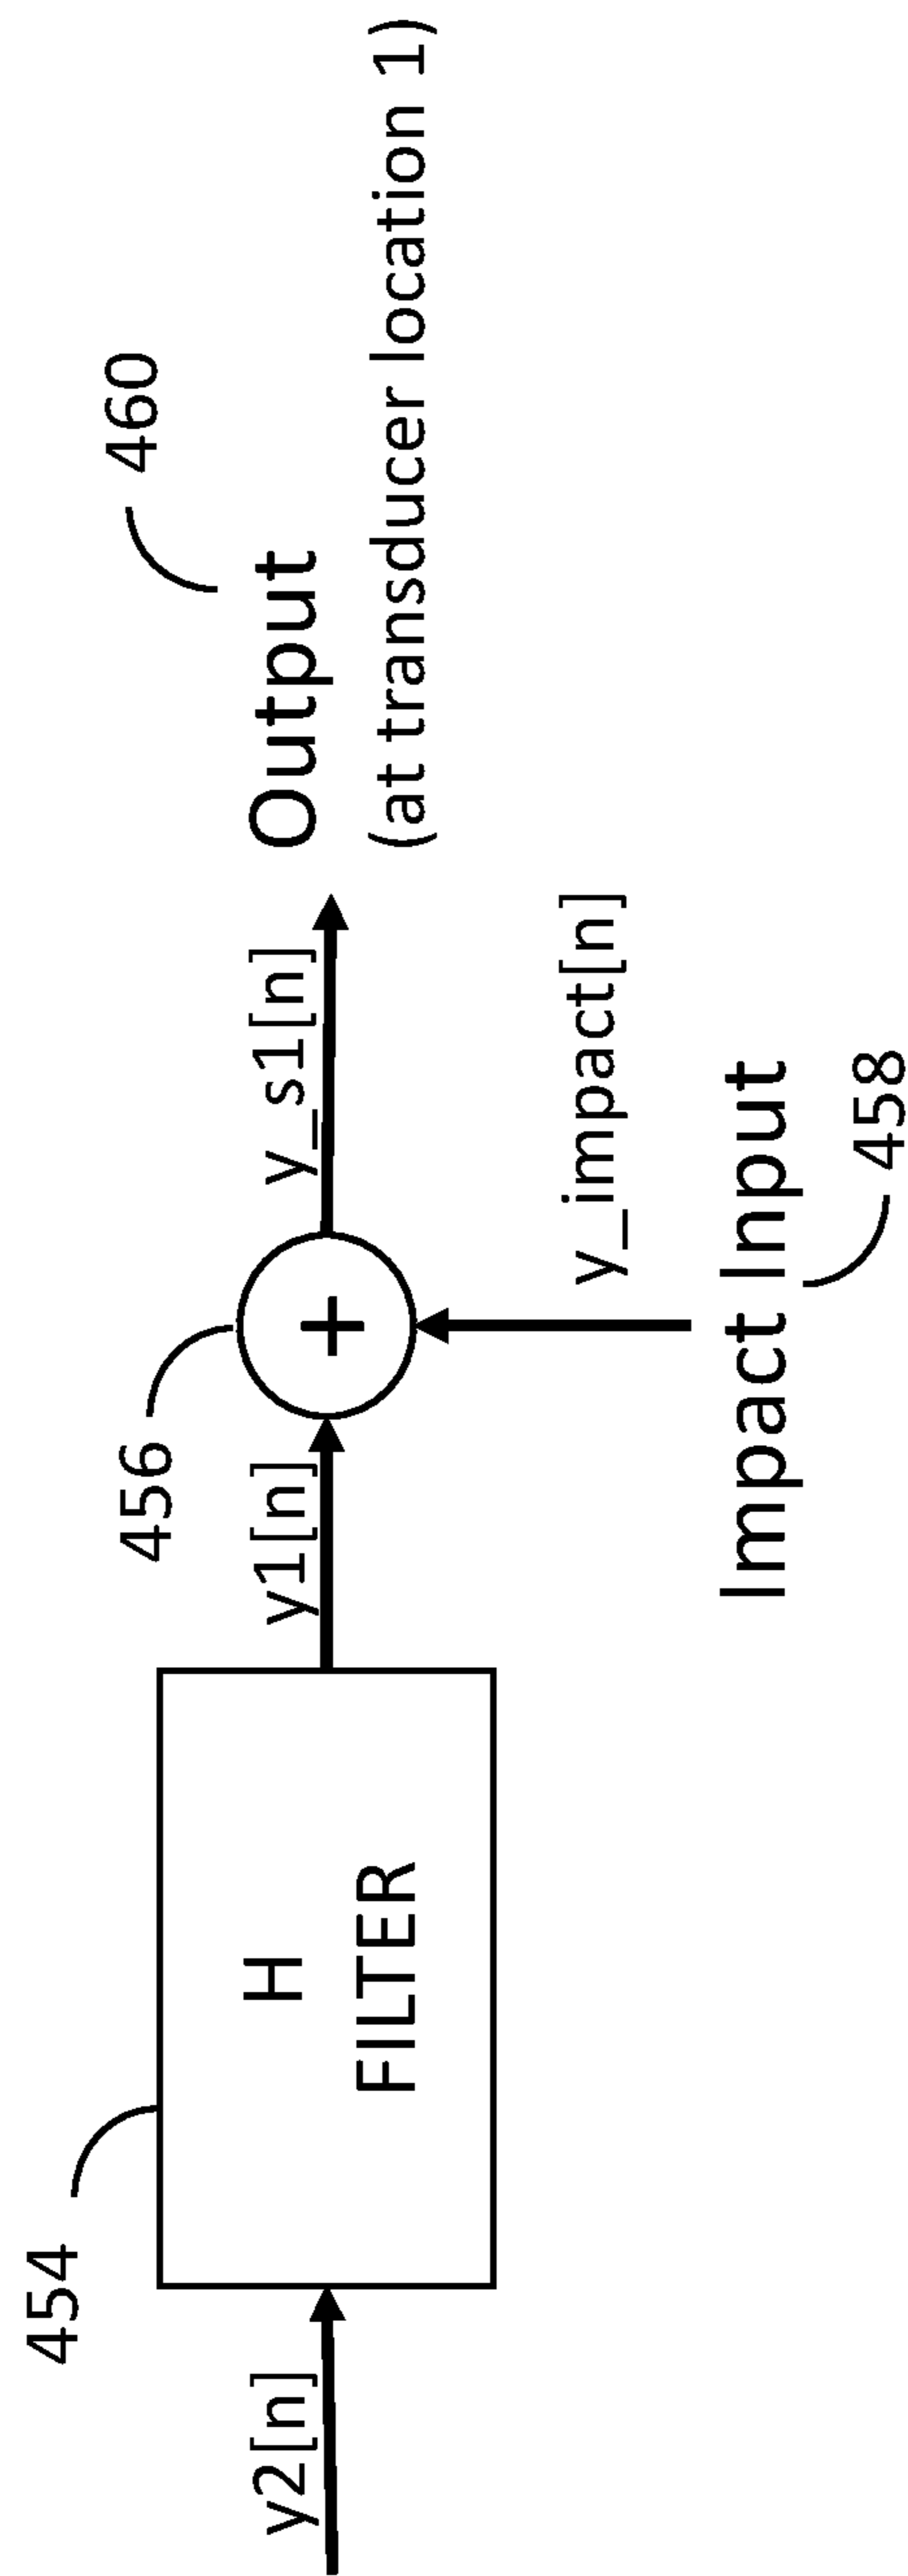 454
y2[n]
H
FILTER
y1[n]
456
+
y_s1[n]
y_impact[n]
Impact Input
458
Output
(at transducer location 1)
460